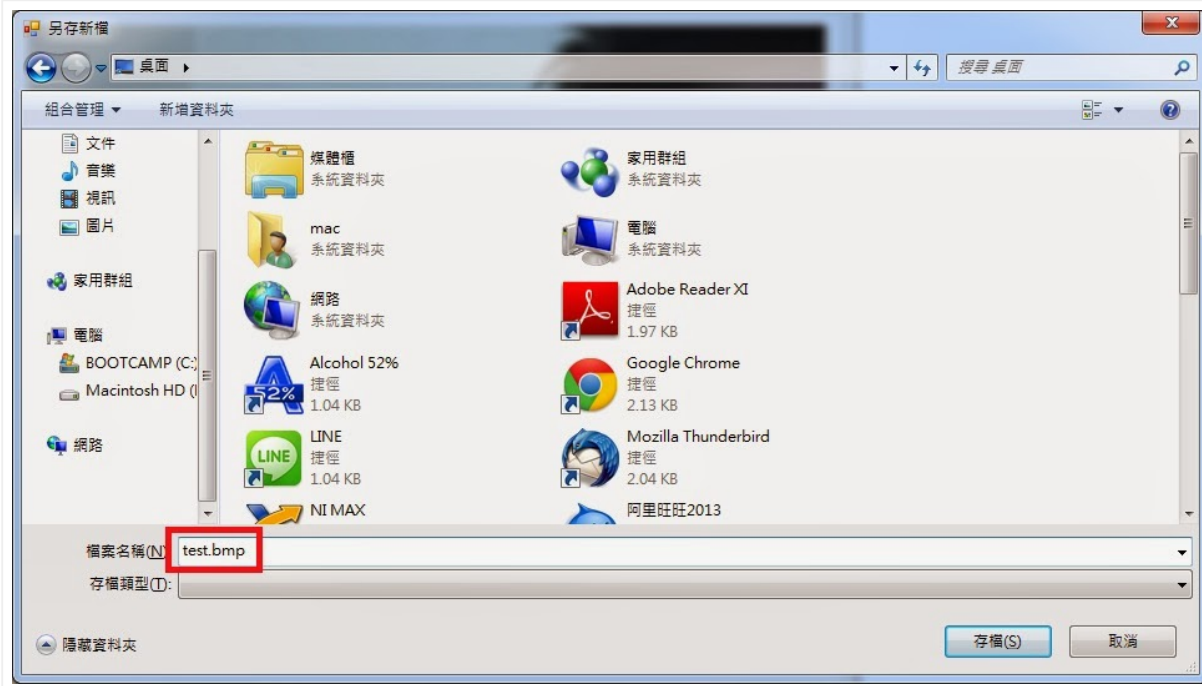 另存新檔
桌面
搜尋 桌面
組合管理
新增資料夾
文件
音樂
視訊
圖片
家用群組
電腦
BOOTCAMP (C:)
Macintosh HD (
網路
媒體櫃
系統資料夾
家用群組
系統資料夾
mac
系統資料夾
電腦
系統資料夾
網路
系統資料夾
Adobe Reader XI
捷徑
1.97 KB
Alcohol 52%
捷徑
1.04 KB
52%
Google Chrome
捷徑
2.13 KB
LINE
LINE
捷徑
1.04 KB
Mozilla Thunderbird
捷徑
2.04 KB
NI MAX
阿里旺旺2013
檔案名稱(N)
test.bmp
存檔類型(T):
隱藏資料夾
存檔(S)
取消